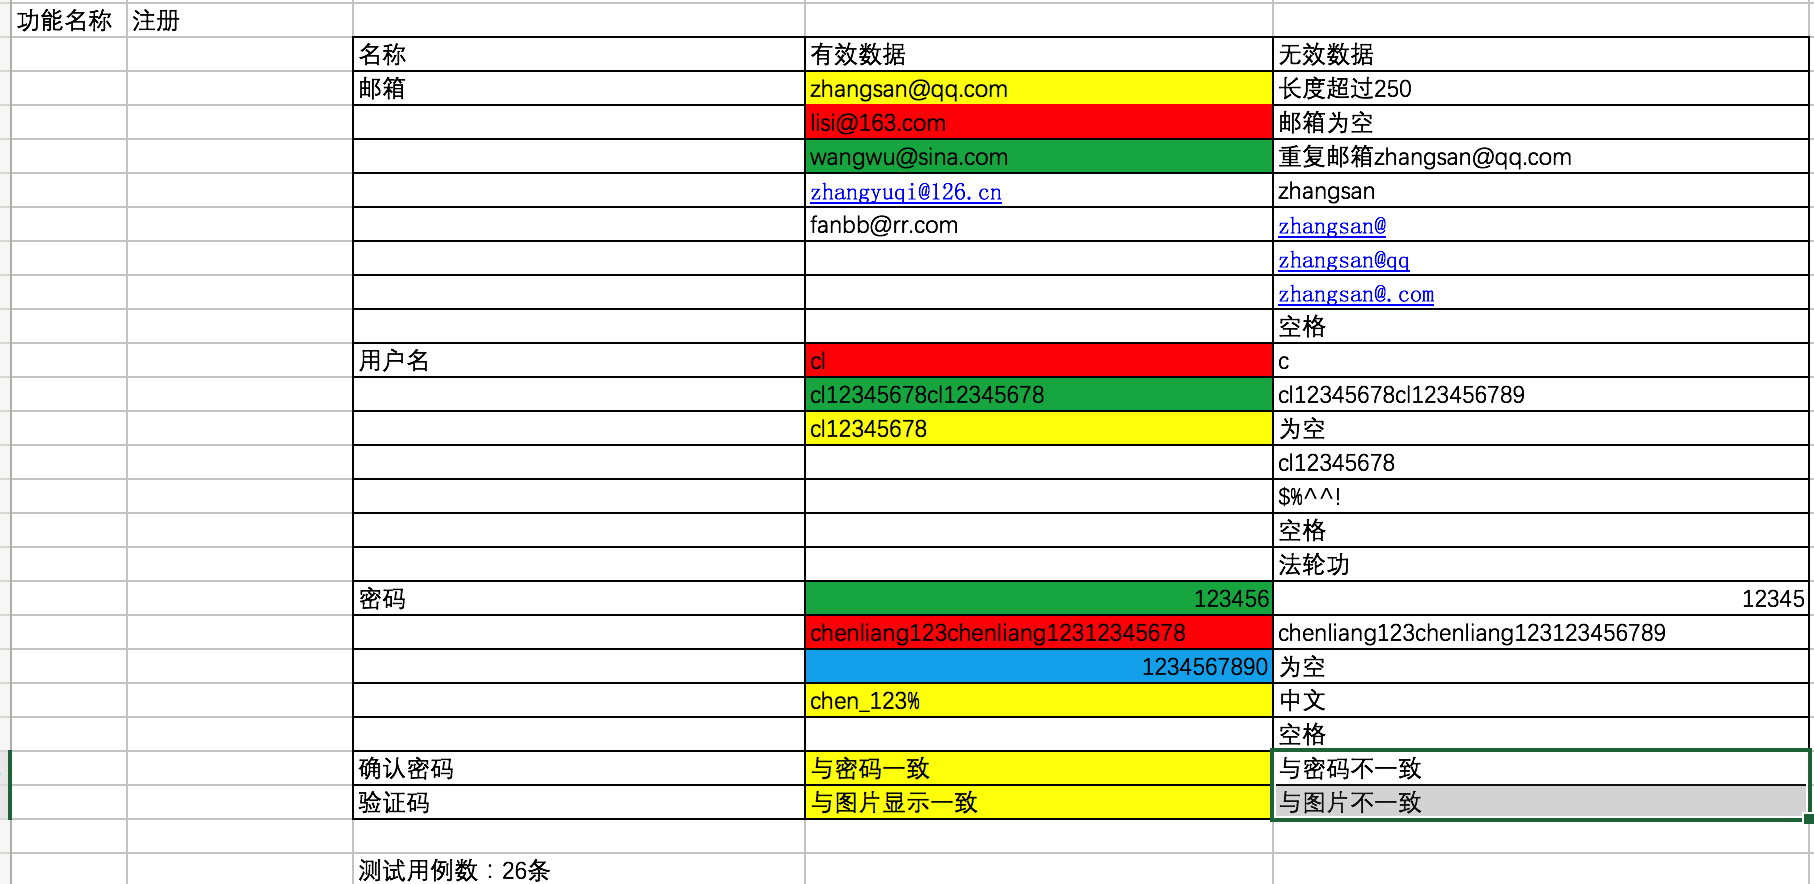 功能名称 注册
名称 有效数据 无效数据
邮箱 zhangsan@qq.com 长度超过250
lisi@163.com 邮箱为空
wangwu@sina.com 重复邮箱zhangsan@qq.com
zhangyuqi@126.cn zhangsan
fanbb@rr.com zhangsan@
zhangsan@qq
zhangsan@.com
空格
用户名 cl c
cl12345678cl12345678 cl12345678cl123456789
cl12345678 为空
cl12345678
$%^^!
空格
法轮功
密码 123456 12345
chenliang123chenliang12312345678 chenliang123chenliang123123456789
1234567890 为空
chen_123% 中文
空格
确认密码 与密码一致 与密码不一致
验证码 与图片显示一致 与图片不一致
测试用例数：26条